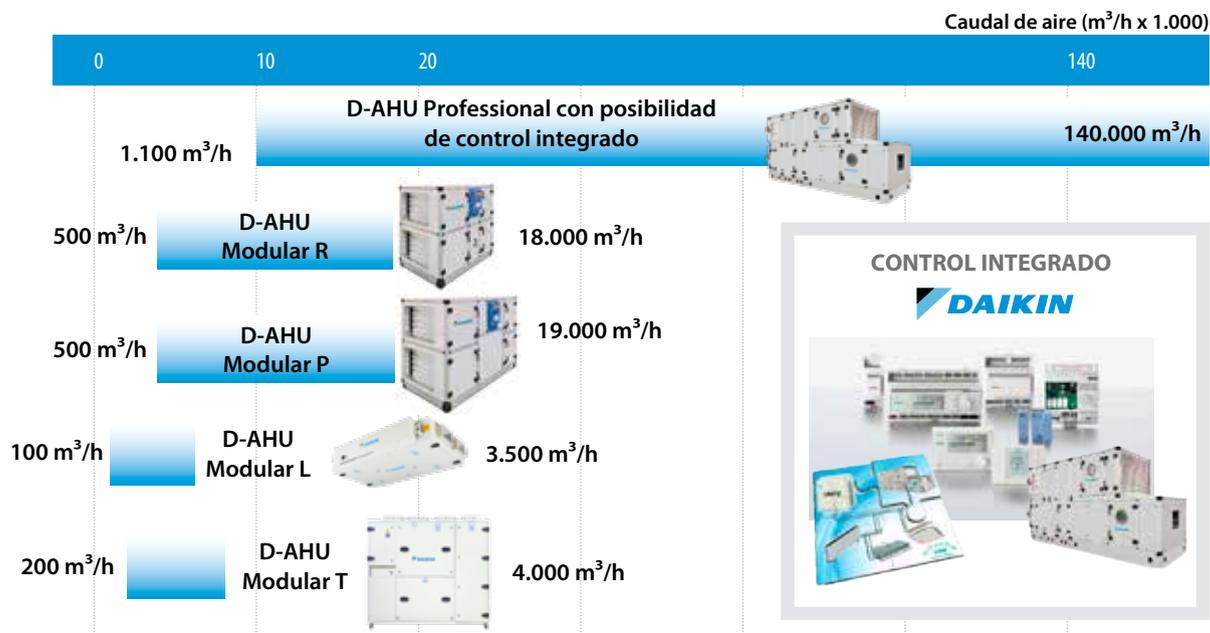 Caudal de aire (m³/h x 1.000)
0 10 20 140
D-AHU Professional con posibilidad
de control integrado
1.100 m³/h
140.000 m³/h
500 m³/h
D-AHU
Modular R
18.000 m³/h
500 m³/h
D-AHU
Modular P
19.000 m³/h
100 m³/h
D-AHU
Modular L
3.500 m³/h
200 m³/h
D-AHU
Modular T
4.000 m³/h
CONTROL INTEGRADO
DAIKIN